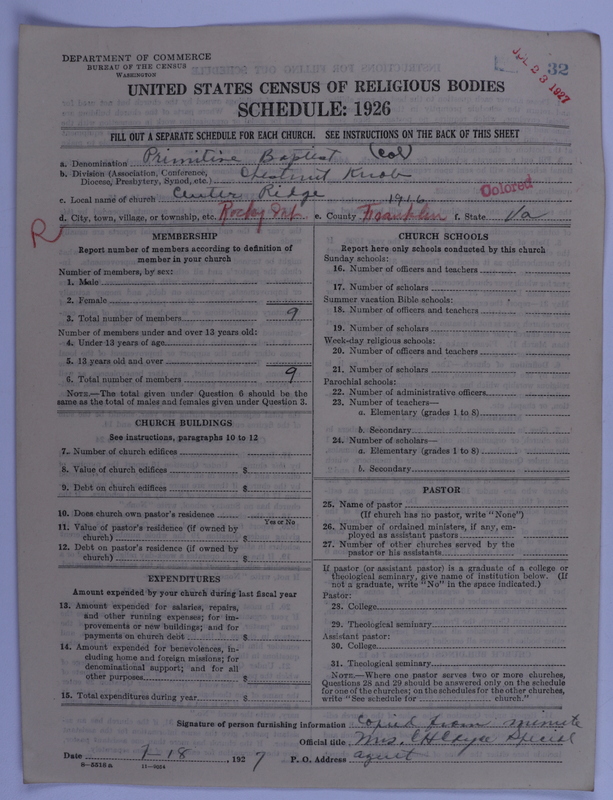 DEPARTMENT OF COMMERCE
BUREAU OF THE CENSUS
WASHINGTON
32
JUL 23 1927
UNITED STATES CENSUS OF RELIGIOUS BODIES
SCHEDULE: 1926
FILL OUT A SEPARATE SCHEDULE FOR EACH CHURCH. SEE INSTRUCTIONS ON THE BACK OF THIS SHEET
a. Denomination Primitive Baptist (Col)
b. Division (Association, Conference, Diocese, Presbytery, Synod, etc.) Chestnut Knob
c. Local name of church Center Ridge 1916 Colored
d. City, town, village, or township, etc. Rocky Mt. e. County Franklin f. State Va
R
MEMBERSHIP
Report number of members according to definition of
member in your church
Number of members, by sex:
1. Male
2. Female
3. Total number of members 9
Number of members under and over 13 years old:
4. Under 13 years of age
5. 13 years old and over
6. Total number of members 9
NOTE.—The total given under Question 6 should be
same as the total of males and females given under Question 3.
CHURCH BUILDINGS
See instructions, paragraphs 10 to 12
7. Number of church edifices
8. Value of church edifices $
9. Debt on church edifices $
10. Does church own pastor's residence
Yes or No
11. Value of pastor's residence (if owned by
church) $
12. Debt on pastor's residence (if owned by
church) $
EXPENDITURES
Amount expended by your church during last fiscal year
13. Amount expended for salaries, repairs,
and other running expenses; for im-
provements or new buildings; and for
payments on church debt $
14. Amount expended for benevolences, in-
cluding home and foreign missions; for
denominational support; and for all
other purposes $
15. Total expenditures during year $
CHURCH SCHOOLS
Report here only schools conducted by this church
Sunday schools:
16. Number of officers and teachers
17. Number of scholars
Summer vacation Bible schools:
18. Number of officers and teachers
19. Number of scholars
Week-day religious schools:
20. Number of officers and teachers
21. Number of scholars
Parochial schools:
22. Number of administrative officers
23. Number of teachers—
a. Elementary (grades 1 to 8)
b. Secondary
24. Number of scholars—
a. Elementary (grades 1 to 8)
b. Secondary
PASTOR
25. Name of pastor
(If church has no pastor, write "None")
26. Number of ordained ministers, if any, em-
ployed as assistant pastors
27. Number of other churches served by the
pastor or his assistants
If pastor (or assistant pastor) is a graduate of a college or
theological seminary, give name of institution below. (If
not a graduate, write "No" in the space indicated.)
Pastor:
28. College
29. Theological seminary
Assistant pastor:
30. College
31. Theological seminary
NOTE.—Where one pastor serves two or more churches,
Questions 28 and 29 should be answered only on the schedule
for one of the churches; on the schedules for the other churches,
write "See schedule for church."
Signature of person furnishing information Copied from minute
Official title Mrs. Special
Date 7-18, 1927 P. O. Address agent
8—5518a 11—9054